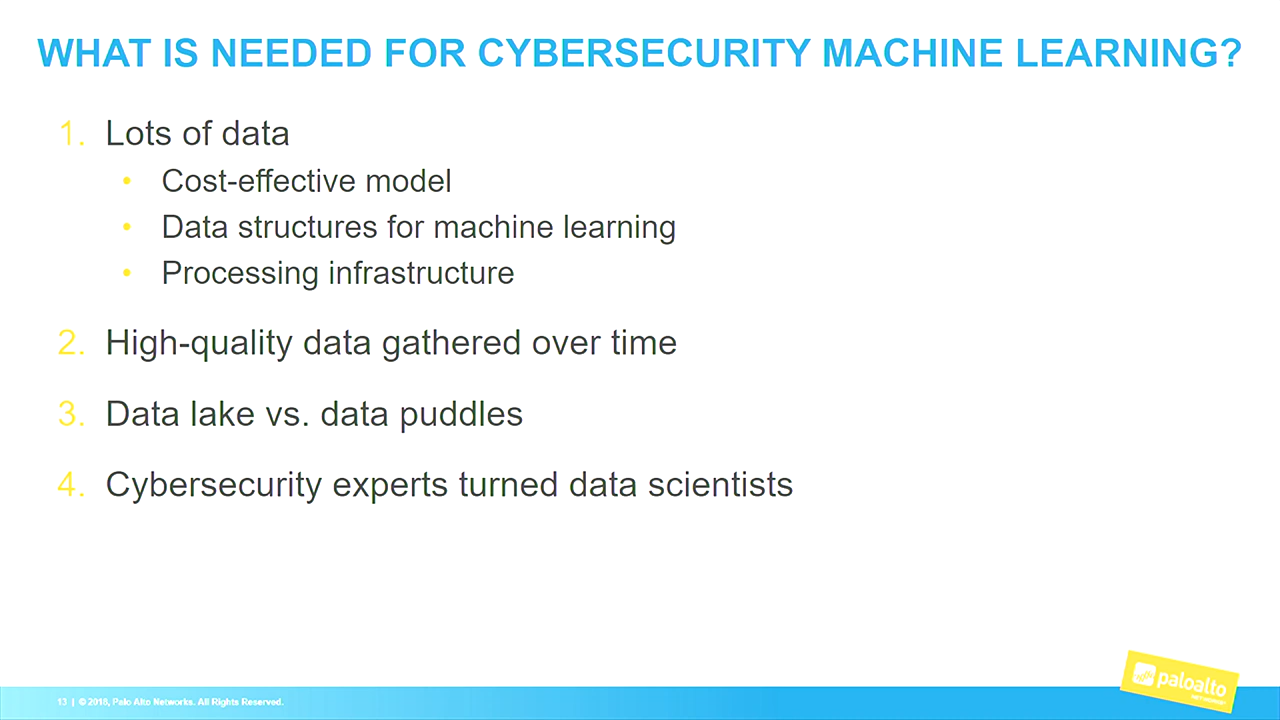 WHAT IS NEEDED FOR CYBERSECURITY MACHINE LEARNING?
1. Lots of data
• Cost-effective model
• Data structures for machine learning
• Processing infrastructure
2. High-quality data gathered over time
3. Data lake vs. data puddles
4. Cybersecurity experts turned data scientists
13 | © 2018, Palo Alto Networks. All Rights Reserved.
paloalto
NETWORKS